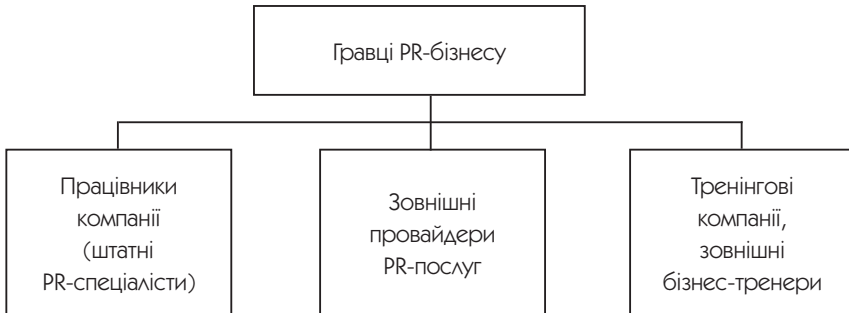 Гравці PR-бізнесу
Працівники
компанії
(штатні
PR-спеціалісти)
Зовнішні
провайдери
PR-послуг
Тренінгові
компанії,
зовнішні
бізнес-тренери